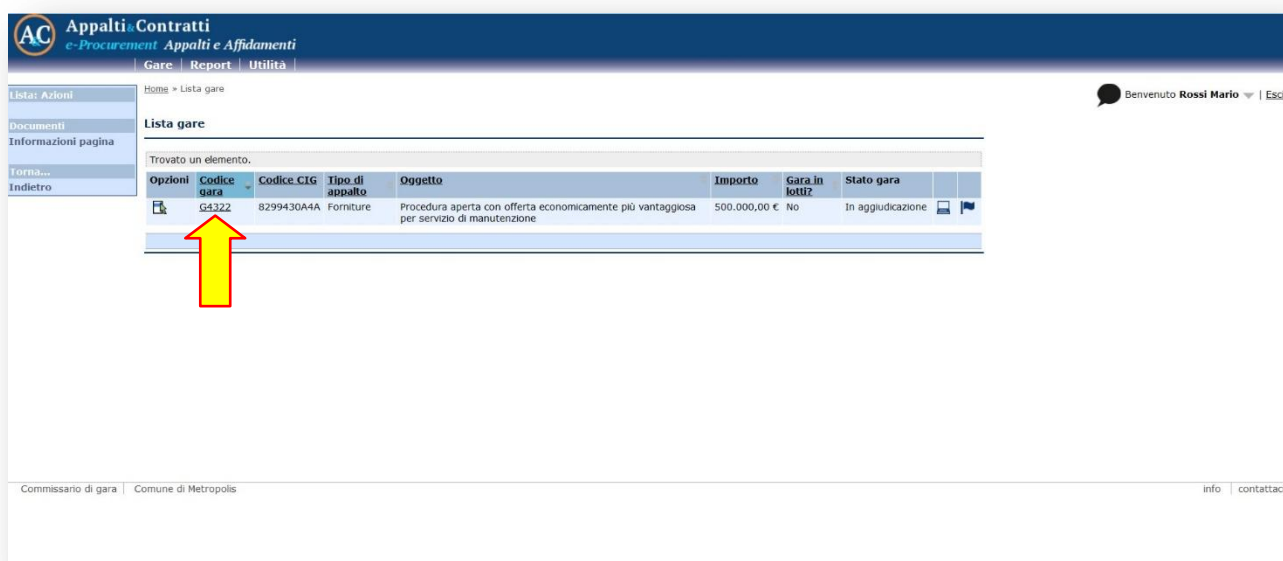 A&C
Appalti&Contratti
e-Procurement Appalti e Affidamenti
Gare | Report | Utilità |
Lista: Azioni
Documenti
Informazioni pagina
Torna...
Indietro
Home » Lista gare
Benvenuto Rossi Mario | Esci
Lista gare
Trovato un elemento.
Opzioni Codice gara Codice CIG Tipo di appalto Oggetto Importo Gara in lotti? Stato gara
G4322 8299430A4A Forniture Procedura aperta con offerta economicamente più vantaggiosa 500.000,00 € No In aggiudicazione
per servizio di manutenzione
Commissario di gara | Comune di Metropolis
info | contattac